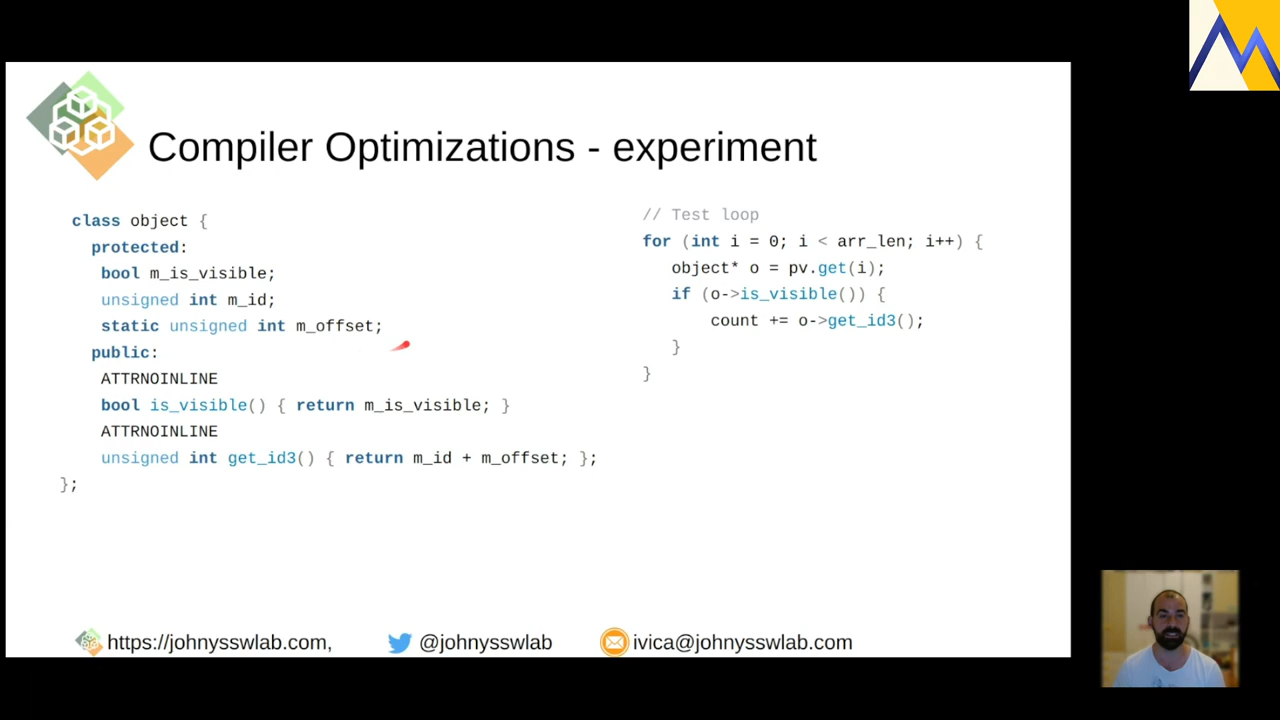 Compiler Optimizations - experiment
class object {
protected:
bool m_is_visible;
unsigned int m_id;
static unsigned int m_offset;
public:
ATTRNOINLINE
bool is_visible() { return m_is_visible; }
ATTRNOINLINE
unsigned int get_id3() { return m_id + m_offset; };
};
// Test loop
for (int i = 0; i < arr_len; i++) {
object* o = pv.get(i);
if (o->is_visible()) {
count += o->get_id3();
}
}
https://johnysswlab.com,
@johnysswlab
ivica@johnysswlab.com